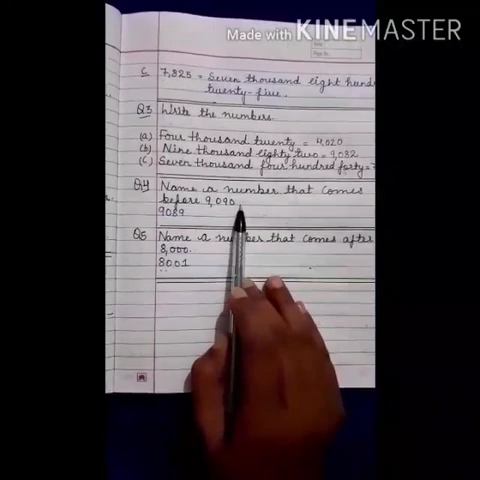 Made with KINEMASTER
C 7,825 = Seven thousand eight
twenty-five.
Q3 Write the numbers
(a) Four thousand twenty = 4,020
(b) Nine thousand eighty two = 9,082
(c) Seven thousand four hundred forty =
Q4 Name a number that comes
before 9,090
9089
Q5 Name a number that comes after
8,000.
8001